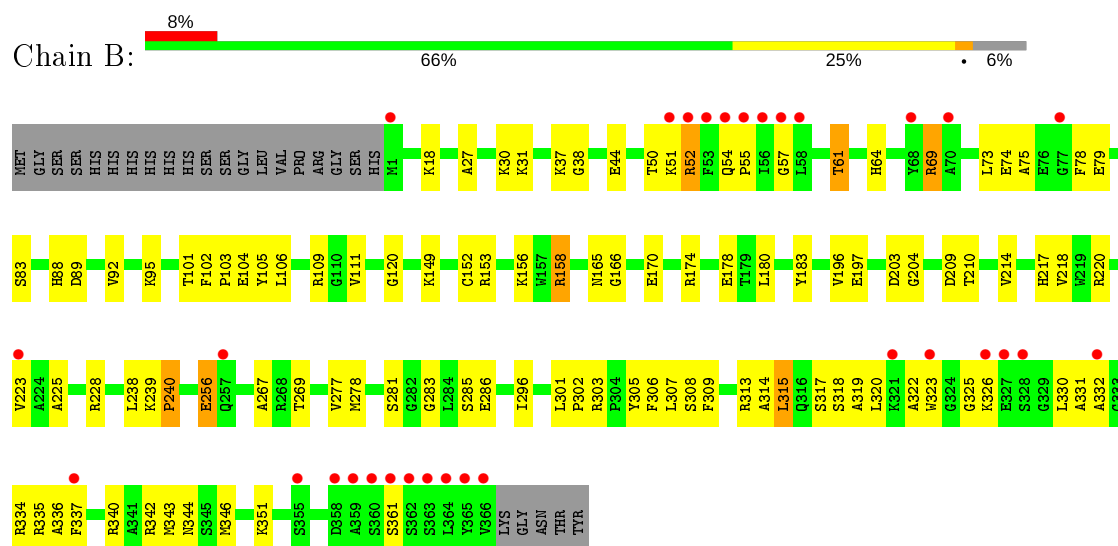 8%
Chain B:
66% 25% • 6%
MET GLY SER SER HIS HIS HIS HIS HIS HIS SER SER GLY LEU VAL PRO ARG GLY SER HIS M1 K18 A27 K30 K31 K37 G38 E44 T50 K51 R52 F53 Q54 P55 I56 G57 L58 T61 H64 Y68 R69 A70 L73 E74 A75 E76 G77 F78 E79
S83 H88 D89 V92 K95 T101 F102 P103 E104 Y105 L106 R109 G110 V111 G120 K149 C152 R153 K156 W157 R158 N165 G166 E170 R174 E178 T179 L180 Y183 V196 E197 D203 G204 D209 T210 V214 H217 V218 W219 R220
V223 A224 A225 R228 L238 K239 P240 E256 Q257 A267 R268 T269 V277 M278 S281 G282 G283 L284 S285 E286 I296 L301 P302 R303 P304 Y305 F306 L307 S308 F309 R313 A314 L315 Q316 S317 S318 A319 L320 K321 A322 W323 G324 G325 K326 E327 S328 G329 L330 A331 A332 G333
R334 R335 A336 F337 R340 A341 R342 M343 N344 S345 M346 K351 S355 D358 A359 S360 S361 S362 S363 L364 Y365 V366 LYS GLY ASN THR TYR